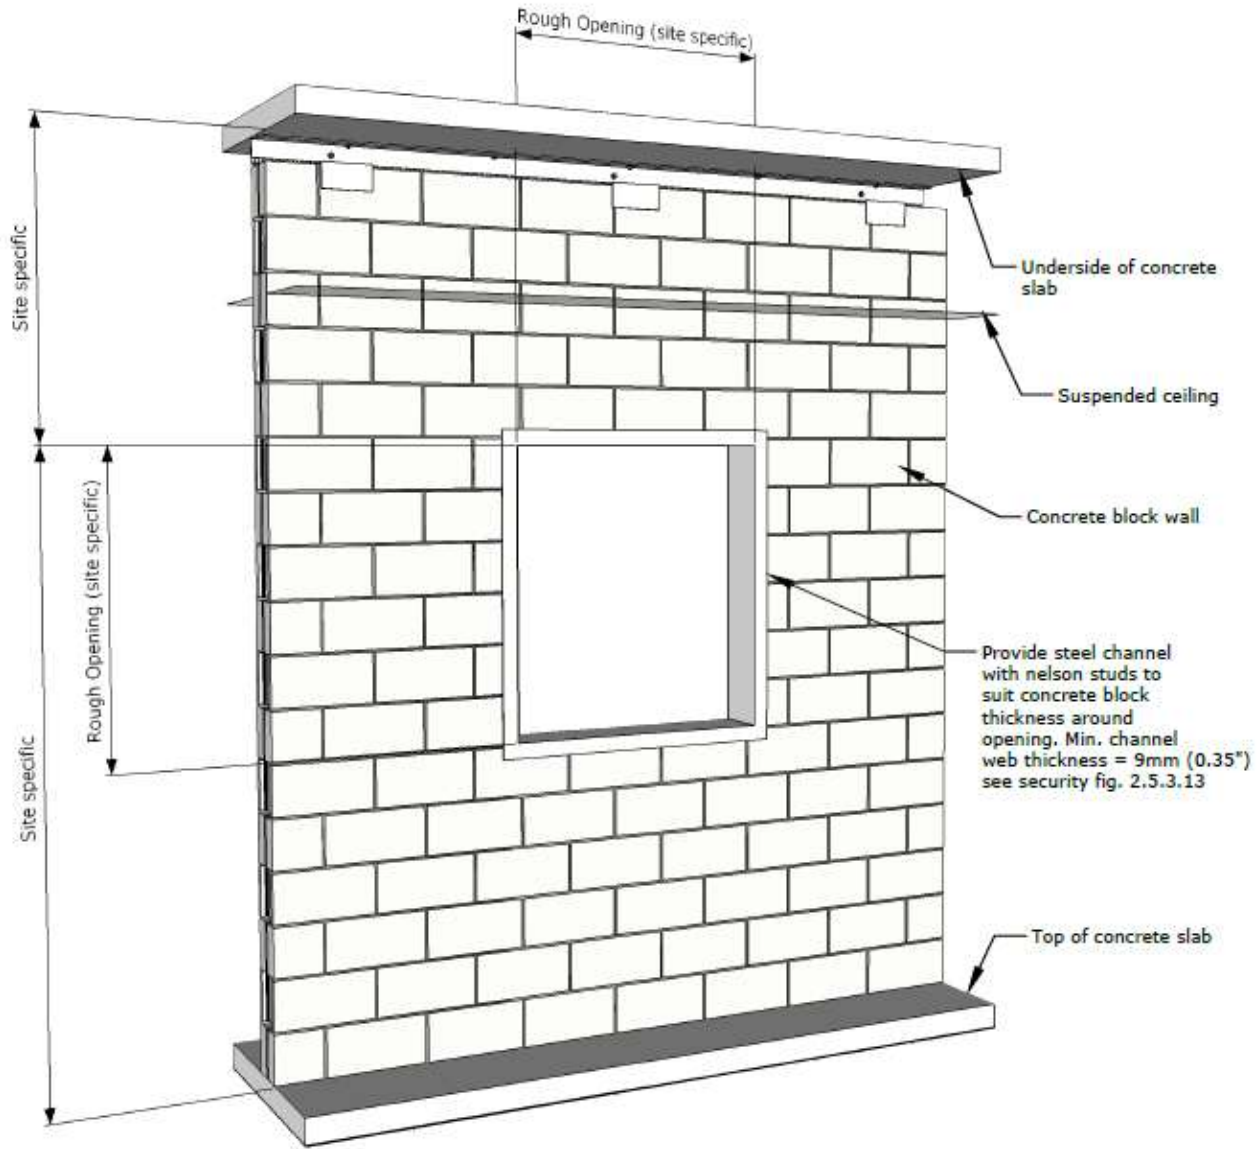 Rough Opening (site specific)
Site specific
Underside of concrete
slab
Suspended ceiling
Concrete block wall
Rough Opening (site specific)
Provide steel channel
with nelson studs to
suit concrete block
thickness around
opening. Min. channel
web thickness = 9mm (0.35")
see security fig. 2.5.3.13
Site specific
Top of concrete slab